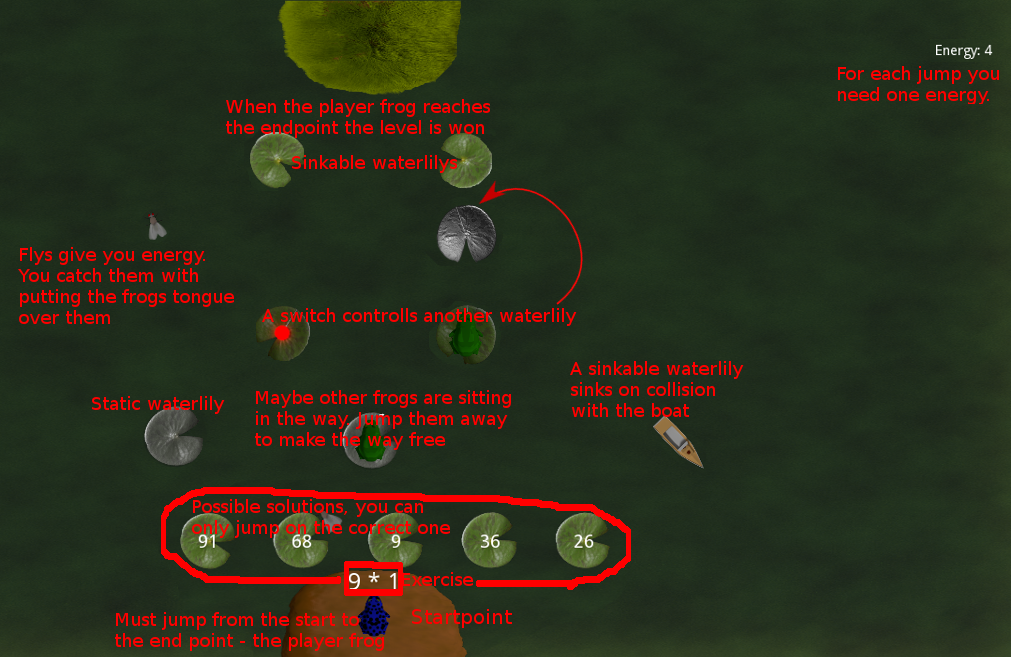 Energy: 4
For each jump you
need one energy.
When the player frog reaches
the endpoint the level is won
Sinkable waterlilys
Flys give you energy.
You catch them with
putting the frogs tongue
over them
A switch controlls another waterlily
A sinkable waterlily
sinks on collision
with the boat
Static waterlily
Maybe other frogs are sitting
in the way. Jump them away
to make the way free
Possible solutions, you can
only jump on the correct one
91 68 9 36 26
9 * 1 Exercise
Must jump from the start to
the end point - the player frog
Startpoint